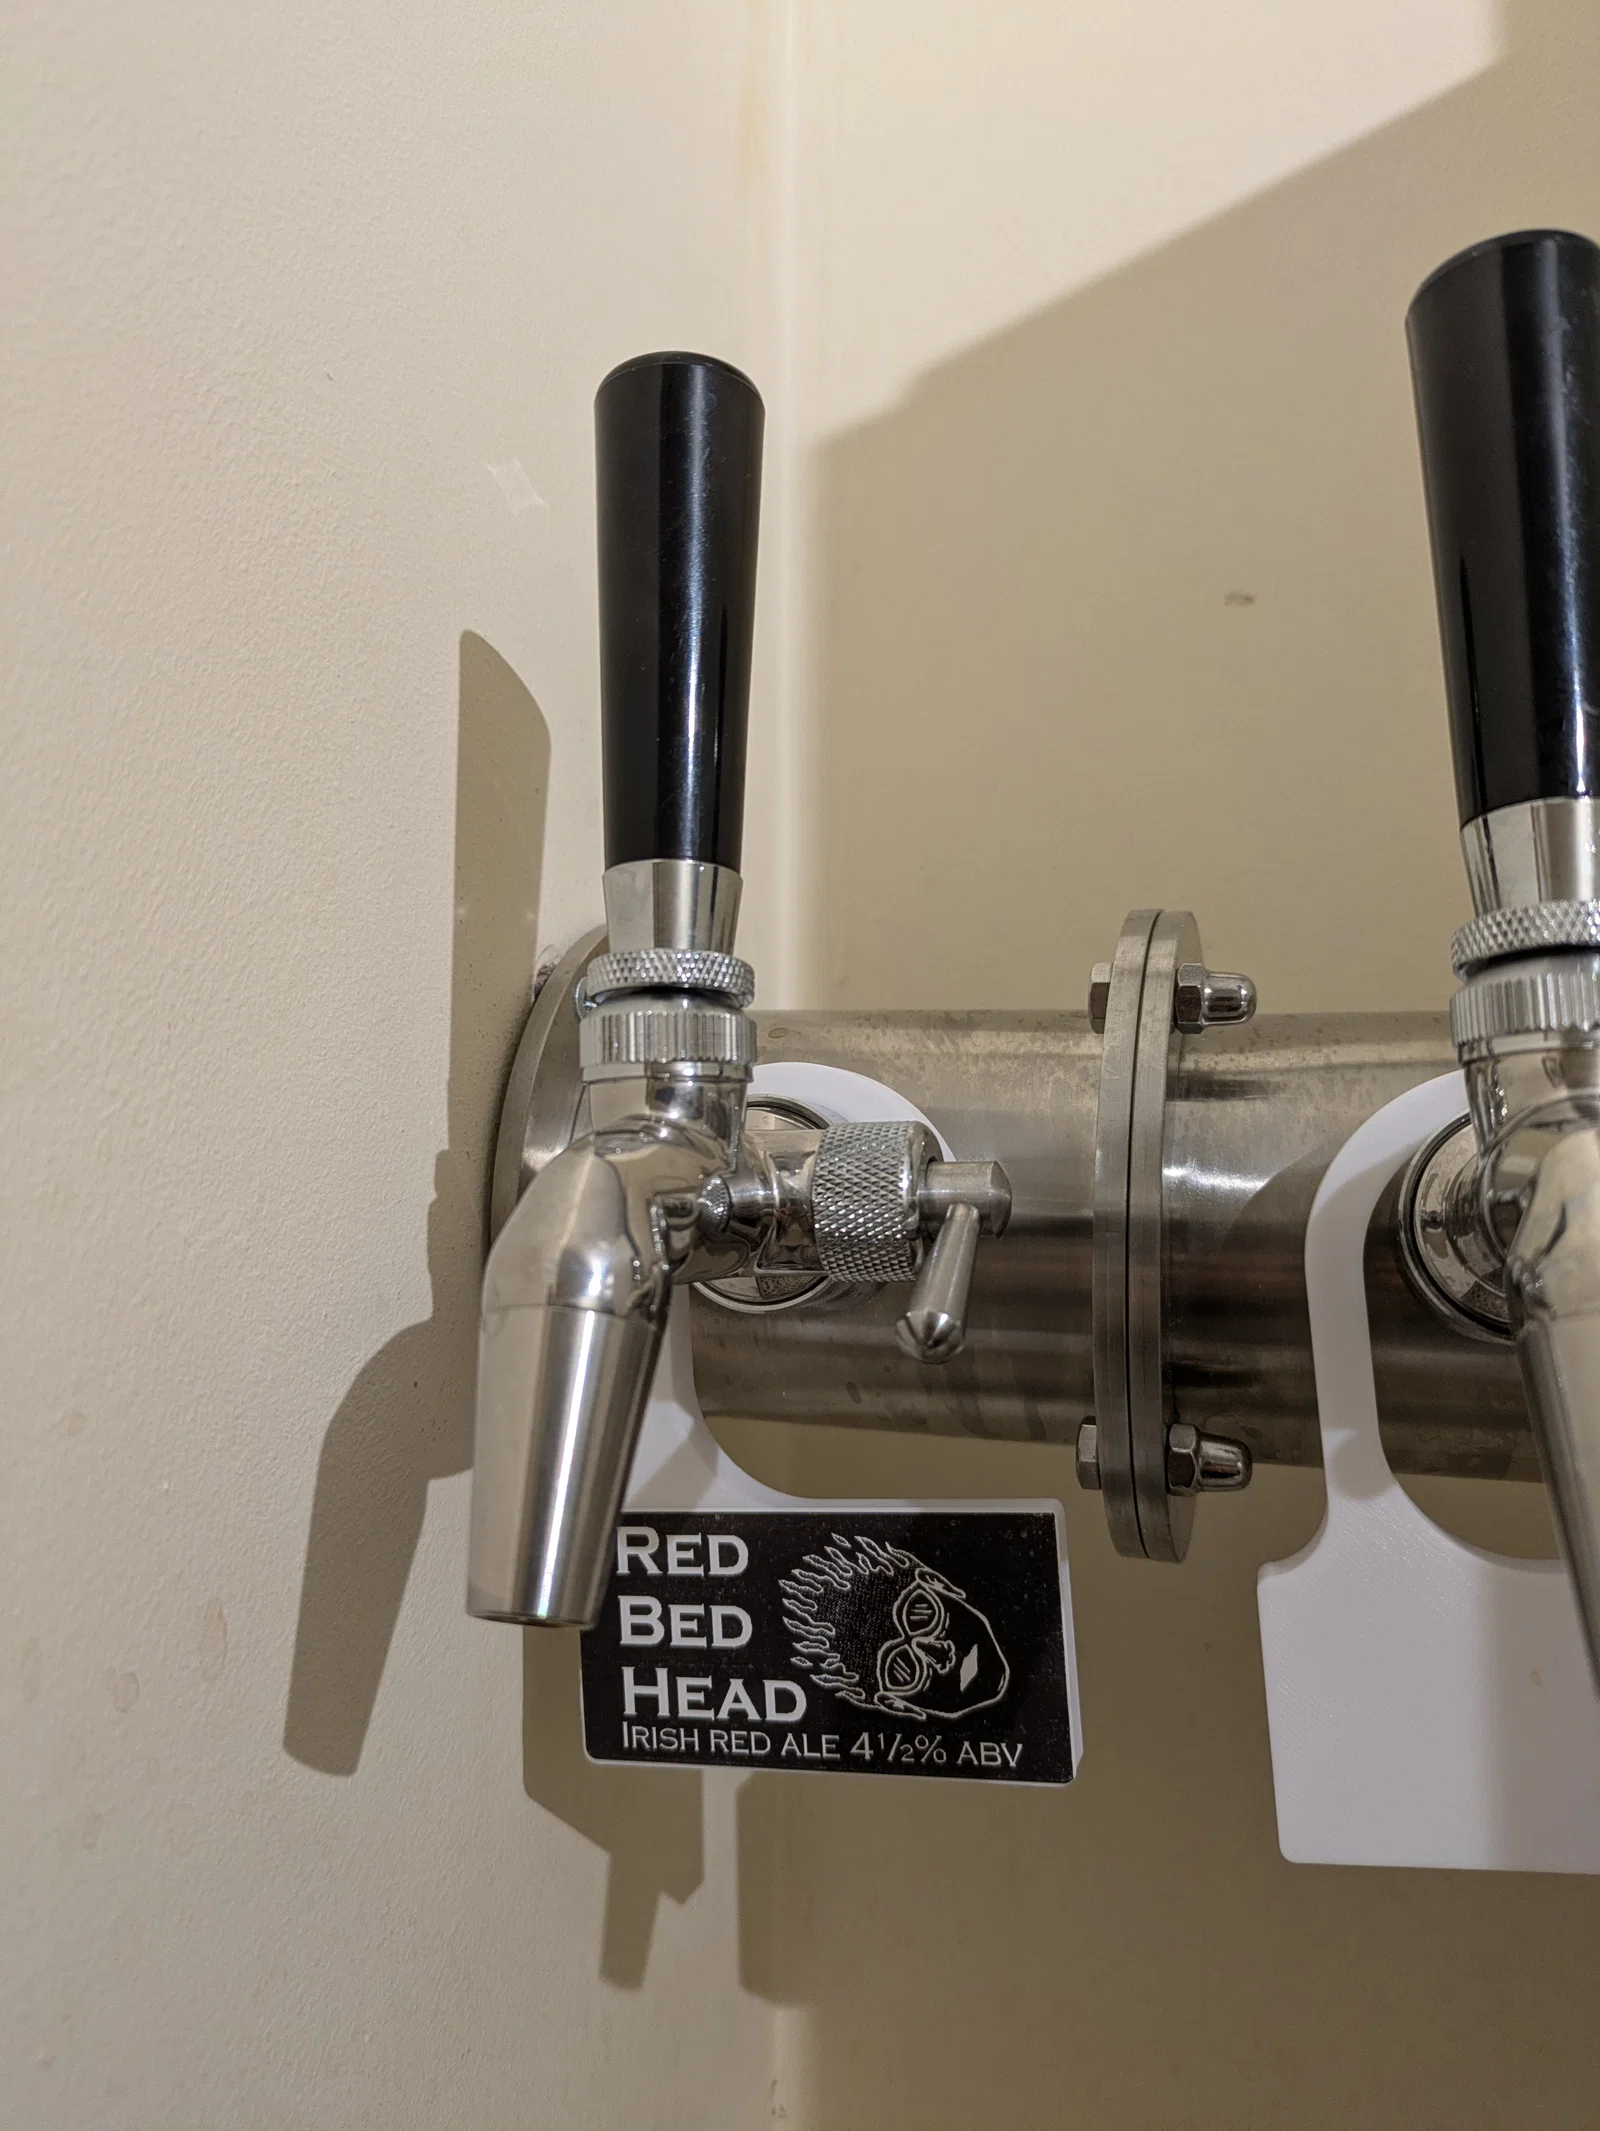 RED
BED
HEAD
IRISH RED ALE 4½% ABV